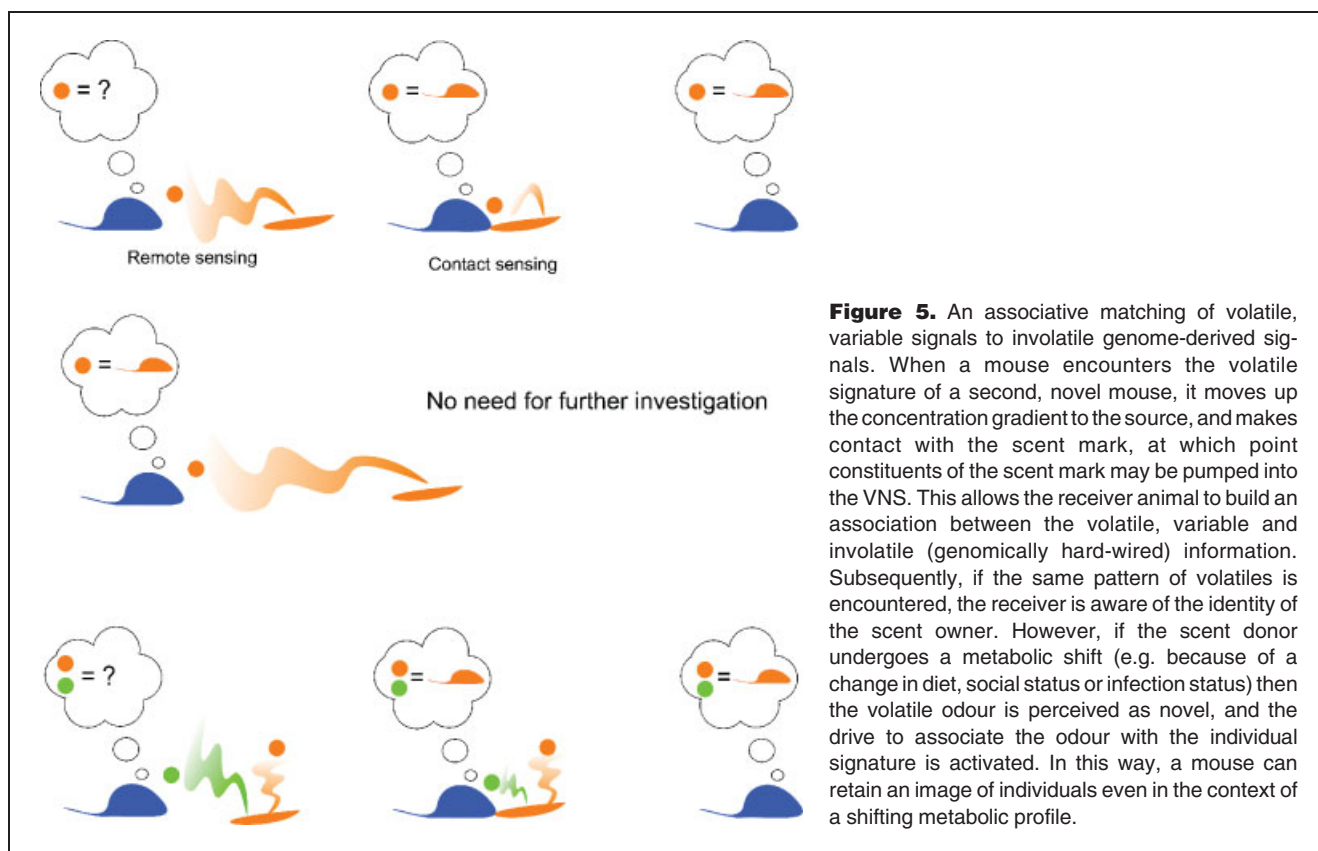 = ?
=
=
Remote sensing
Contact sensing
=
No need for further investigation
= ?
=
=
Figure 5. An associative matching of volatile,
variable signals to involatile genome-derived sig-
nals. When a mouse encounters the volatile
signature of a second, novel mouse, it moves up
the concentration gradient to the source, and makes
contact with the scent mark, at which point
constituents of the scent mark may be pumped into
the VNS. This allows the receiver animal to build an
association between the volatile, variable and
involatile (genomically hard-wired) information.
Subsequently, if the same pattern of volatiles is
encountered, the receiver is aware of the identity of
the scent owner. However, if the scent donor
undergoes a metabolic shift (e.g. because of a
change in diet, social status or infection status) then
the volatile odour is perceived as novel, and the
drive to associate the odour with the individual
signature is activated. In this way, a mouse can
retain an image of individuals even in the context of
a shifting metabolic profile.